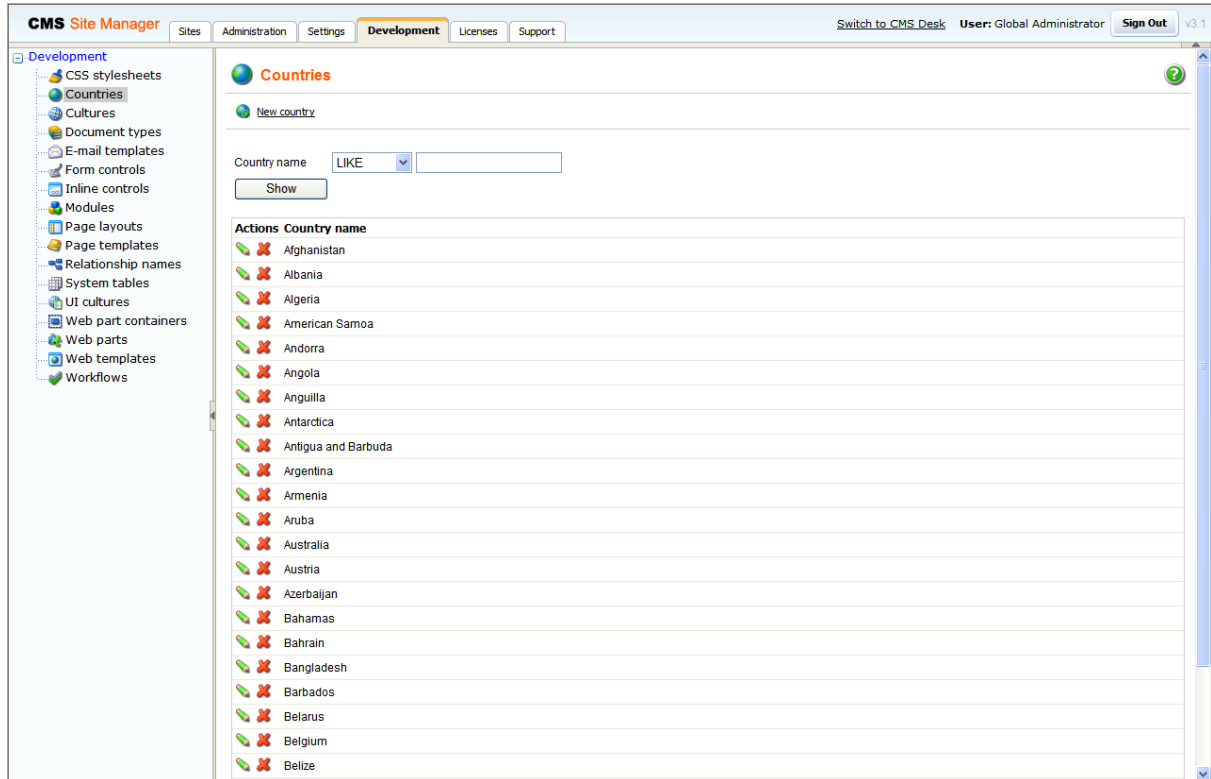 CMS Site Manager
Sites Administration Settings Development Licenses Support
Switch to CMS Desk User: Global Administrator Sign Out v3.1
Development
CSS stylesheets
Countries
Cultures
Document types
E-mail templates
Form controls
Inline controls
Modules
Page layouts
Page templates
Relationship names
System tables
UI cultures
Web part containers
Web parts
Web templates
Workflows
Countries ?
New country
Country name LIKE
Show
Actions Country name
Afghanistan
Albania
Algeria
American Samoa
Andorra
Angola
Anguilla
Antarctica
Antigua and Barbuda
Argentina
Armenia
Aruba
Australia
Austria
Azerbaijan
Bahamas
Bahrain
Bangladesh
Barbados
Belarus
Belgium
Belize